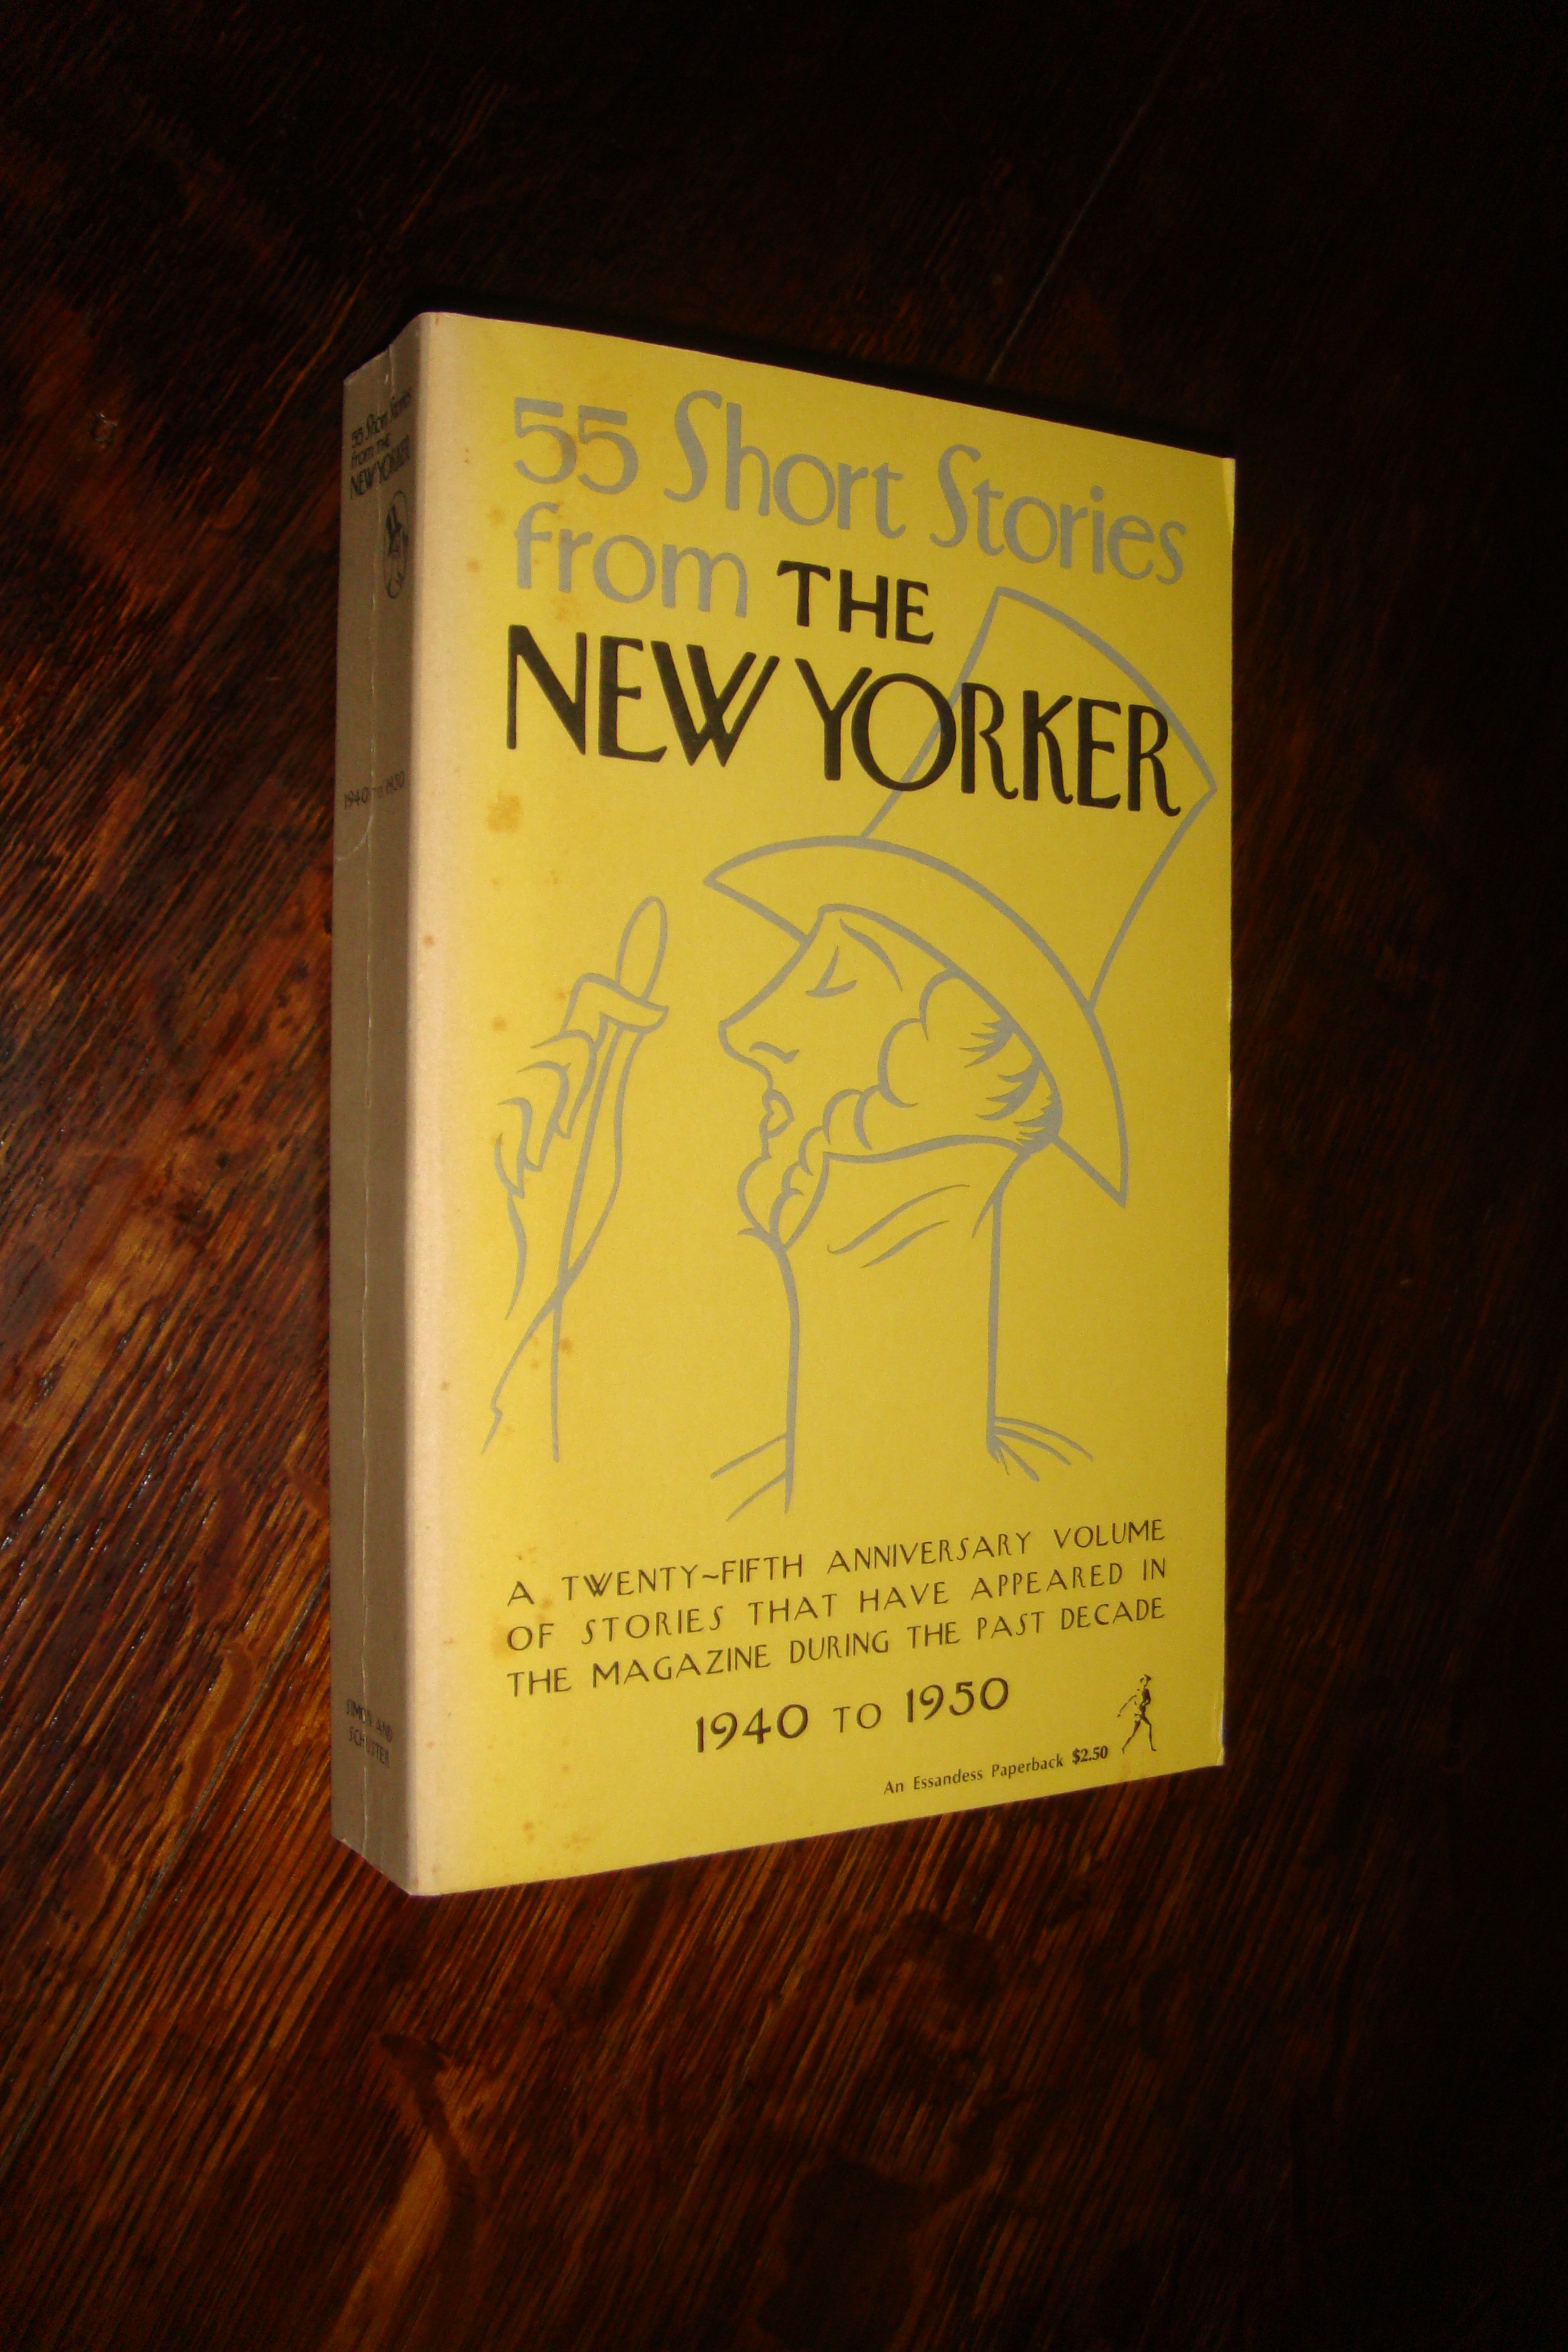 55 Short Stories
from THE
NEW YORKER
A TWENTY~FIFTH ANNIVERSARY VOLUME
OF STORIES THAT HAVE APPEARED IN
THE MAGAZINE DURING THE PAST DECADE
1940 TO 1950
An Essandess Paperback $2.50
55 Short Stories
from THE
NEW YORKER
1940 TO 1950
SIMON AND
SCHUSTER